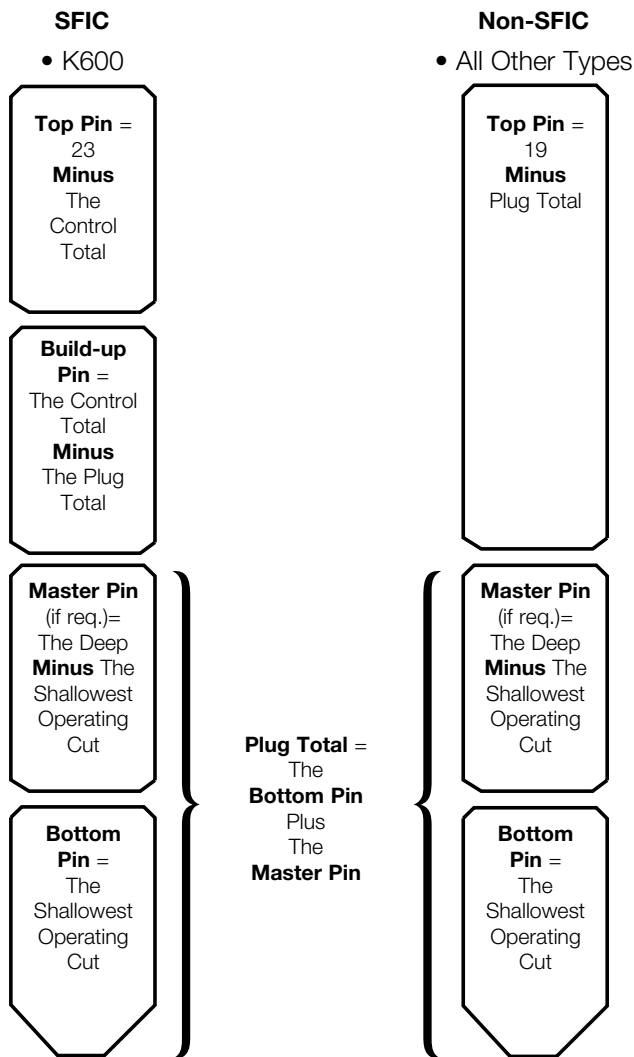 SFIC
• K600
Top Pin =
23
Minus
The
Control
Total
Build-up
Pin =
The Control
Total
Minus
The Plug
Total
Master Pin
(if req.)=
The Deep
Minus The
Shallowest
Operating
Cut
Bottom
Pin =
The
Shallowest
Operating
Cut
Plug Total =
The
Bottom Pin
Plus
The
Master Pin
Non-SFIC
• All Other Types
Top Pin =
19
Minus
Plug Total
Master Pin
(if req.)=
The Deep
Minus The
Shallowest
Operating
Cut
Bottom
Pin =
The
Shallowest
Operating
Cut